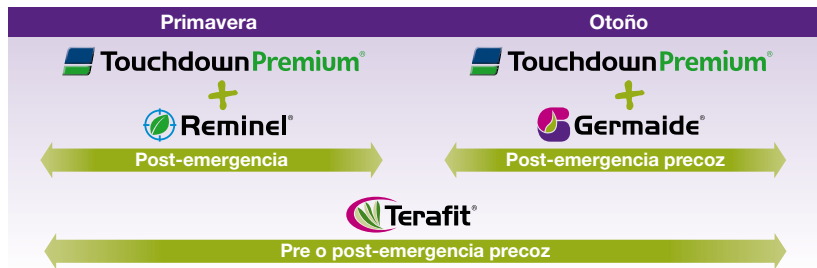 Primavera
Otoño
TouchdownPremium®
TouchdownPremium®
+
+
Reminel®
Germaide®
Post-emergencia
Post-emergencia precoz
Terafit®
Pre o post-emergencia precoz